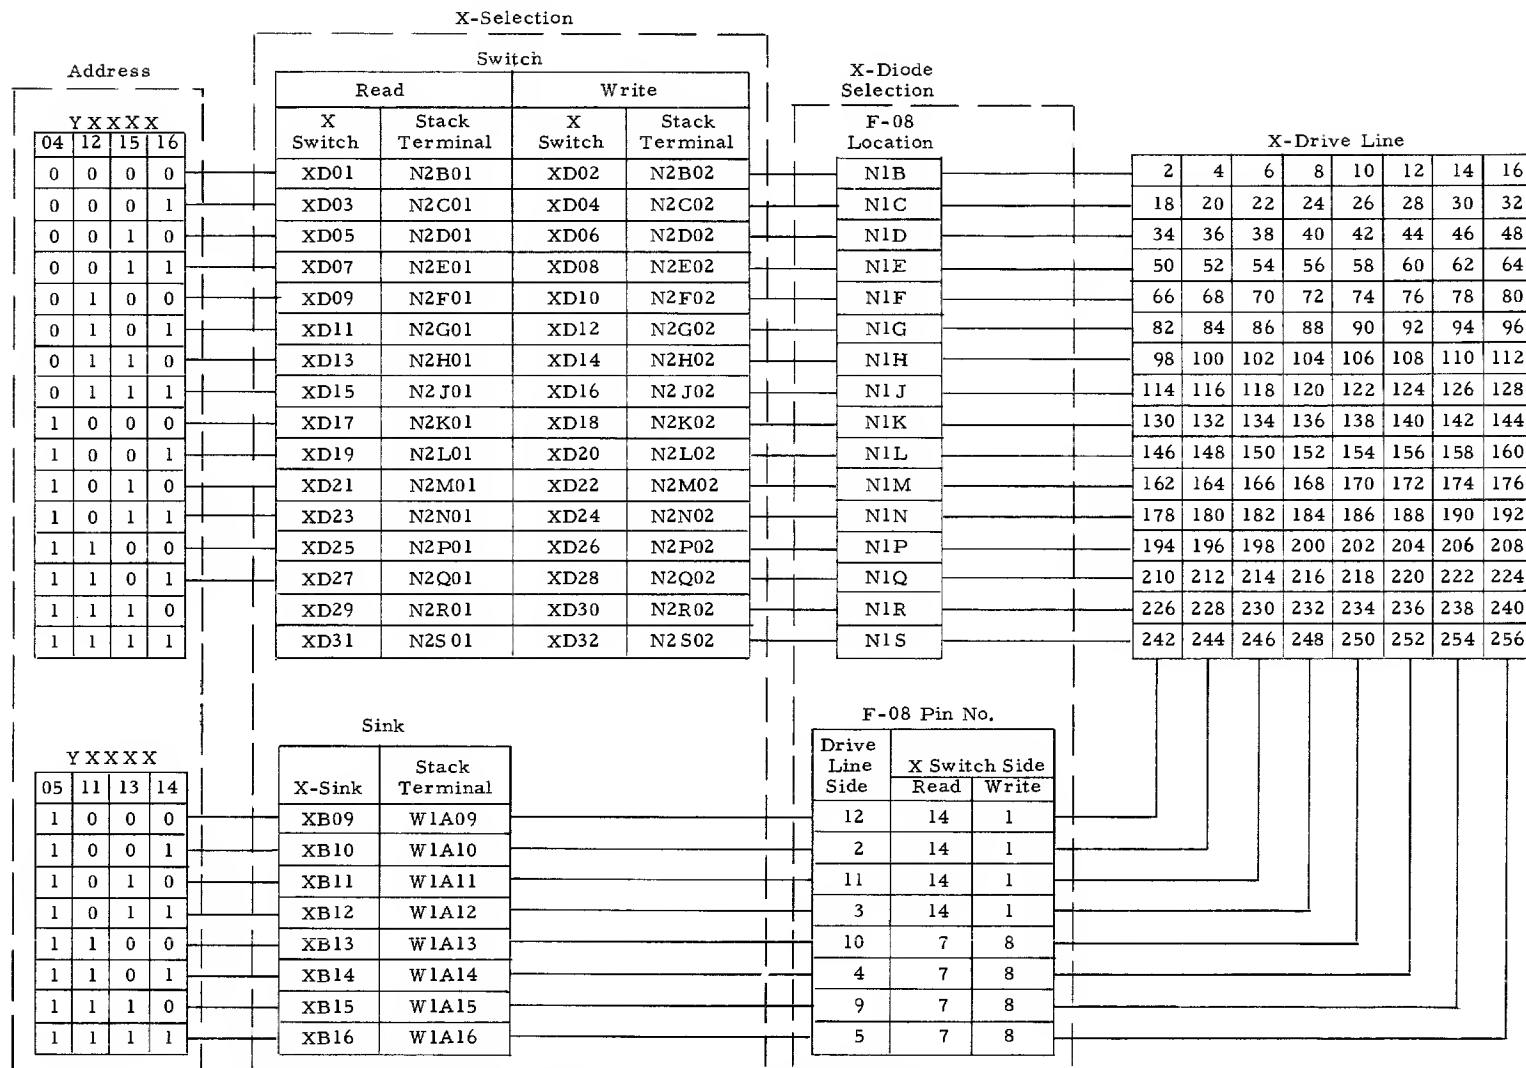 X-Selection
Address
Switch
X-Diode
Selection
Read Write
Y X X X X
04 12 15 16
X Switch Stack Terminal X Switch Stack Terminal
F-08 Location
X-Drive Line
0 0 0 0 XD01 N2B01 XD02 N2B02 N1B 2 4 6 8 10 12 14 16
0 0 0 1 XD03 N2C01 XD04 N2C02 N1C 18 20 22 24 26 28 30 32
0 0 1 0 XD05 N2D01 XD06 N2D02 N1D 34 36 38 40 42 44 46 48
0 0 1 1 XD07 N2E01 XD08 N2E02 N1E 50 52 54 56 58 60 62 64
0 1 0 0 XD09 N2F01 XD10 N2F02 N1F 66 68 70 72 74 76 78 80
0 1 0 1 XD11 N2G01 XD12 N2G02 N1G 82 84 86 88 90 92 94 96
0 1 1 0 XD13 N2H01 XD14 N2H02 N1H 98 100 102 104 106 108 110 112
0 1 1 1 XD15 N2J01 XD16 N2J02 N1J 114 116 118 120 122 124 126 128
1 0 0 0 XD17 N2K01 XD18 N2K02 N1K 130 132 134 136 138 140 142 144
1 0 0 1 XD19 N2L01 XD20 N2L02 N1L 146 148 150 152 154 156 158 160
1 0 1 0 XD21 N2M01 XD22 N2M02 N1M 162 164 166 168 170 172 174 176
1 0 1 1 XD23 N2N01 XD24 N2N02 N1N 178 180 182 184 186 188 190 192
1 1 0 0 XD25 N2P01 XD26 N2P02 N1P 194 196 198 200 202 204 206 208
1 1 0 1 XD27 N2Q01 XD28 N2Q02 N1Q 210 212 214 216 218 220 222 224
1 1 1 0 XD29 N2R01 XD30 N2R02 N1R 226 228 230 232 234 236 238 240
1 1 1 1 XD31 N2S01 XD32 N2S02 N1S 242 244 246 248 250 252 254 256
Sink
F-08 Pin No.
Y X X X X
05 11 13 14
X-Sink Stack Terminal
Drive Line Side
X Switch Side
Read Write
1 0 0 0 XB09 W1A09 12 14 1
1 0 0 1 XB10 W1A10 2 14 1
1 0 1 0 XB11 W1A11 11 14 1
1 0 1 1 XB12 W1A12 3 14 1
1 1 0 0 XB13 W1A13 10 7 8
1 1 0 1 XB14 W1A14 4 7 8
1 1 1 0 XB15 W1A15 9 7 8
1 1 1 1 XB16 W1A16 5 7 8